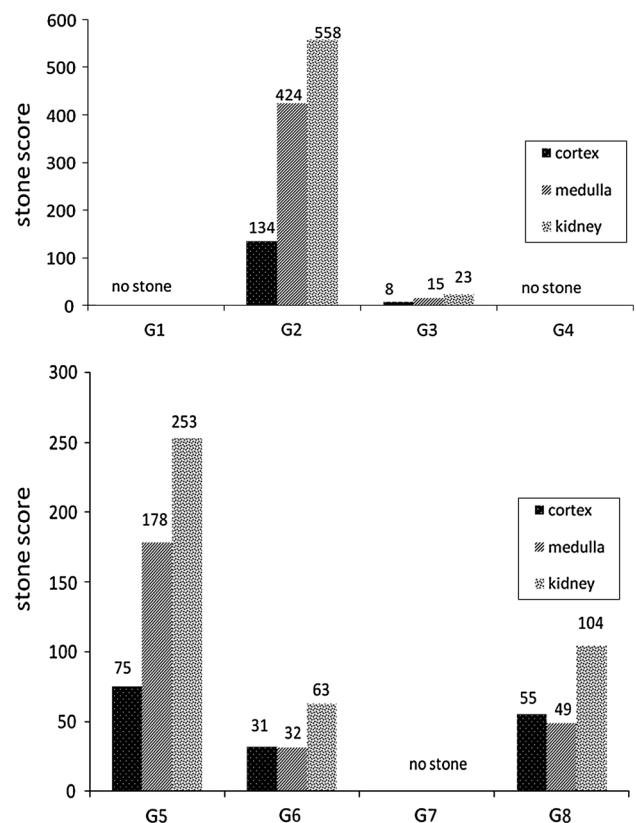 600
558
500
424
400
stone score
cortex
300
medulla
200
134
kidney
100
no stone
8
15
23
no stone
0
G1
G2
G3
G4
300
253
250
200
178
cortex
stone score
150
medulla
kidney
104
100
75
63
55
49
50
31
32
no stone
0
G5
G6
G7
G8